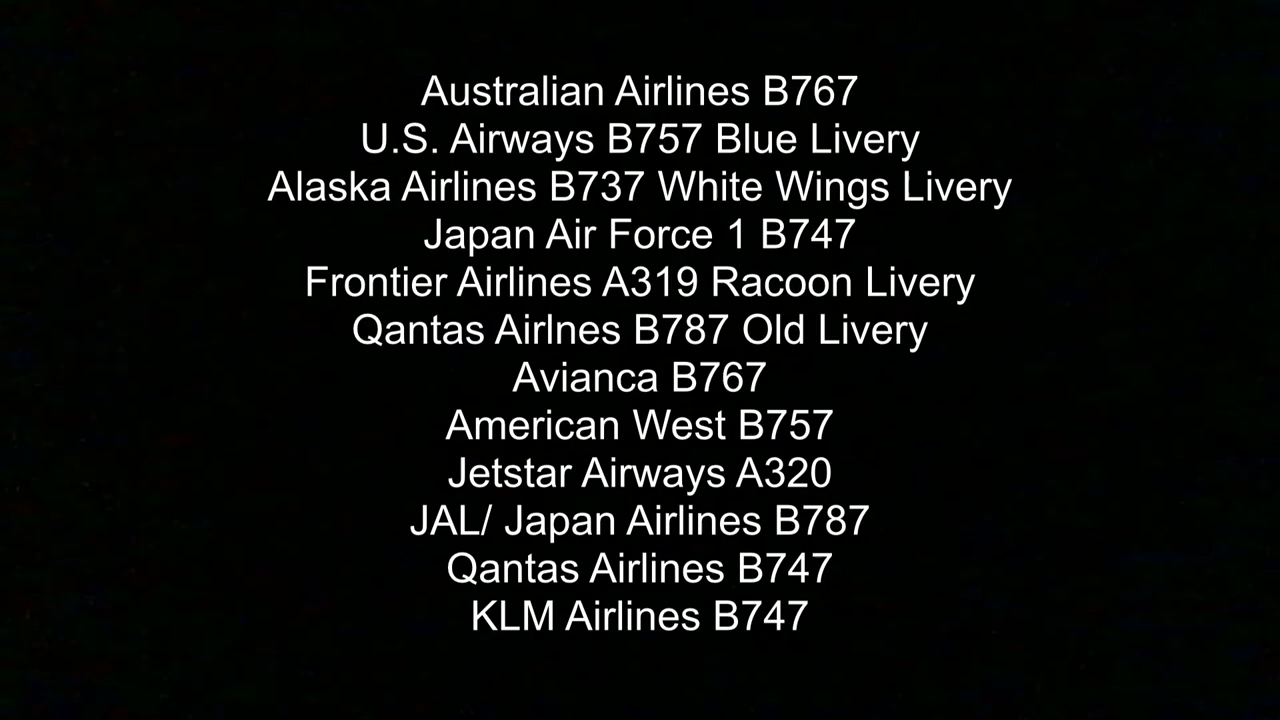 Australian Airlines B767
U.S. Airways B757 Blue Livery
Alaska Airlines B737 White Wings Livery
Japan Air Force 1 B747
Frontier Airlines A319 Racoon Livery
Qantas Airlnes B787 Old Livery
Avianca B767
American West B757
Jetstar Airways A320
JAL/ Japan Airlines B787
Qantas Airlines B747
KLM Airlines B747